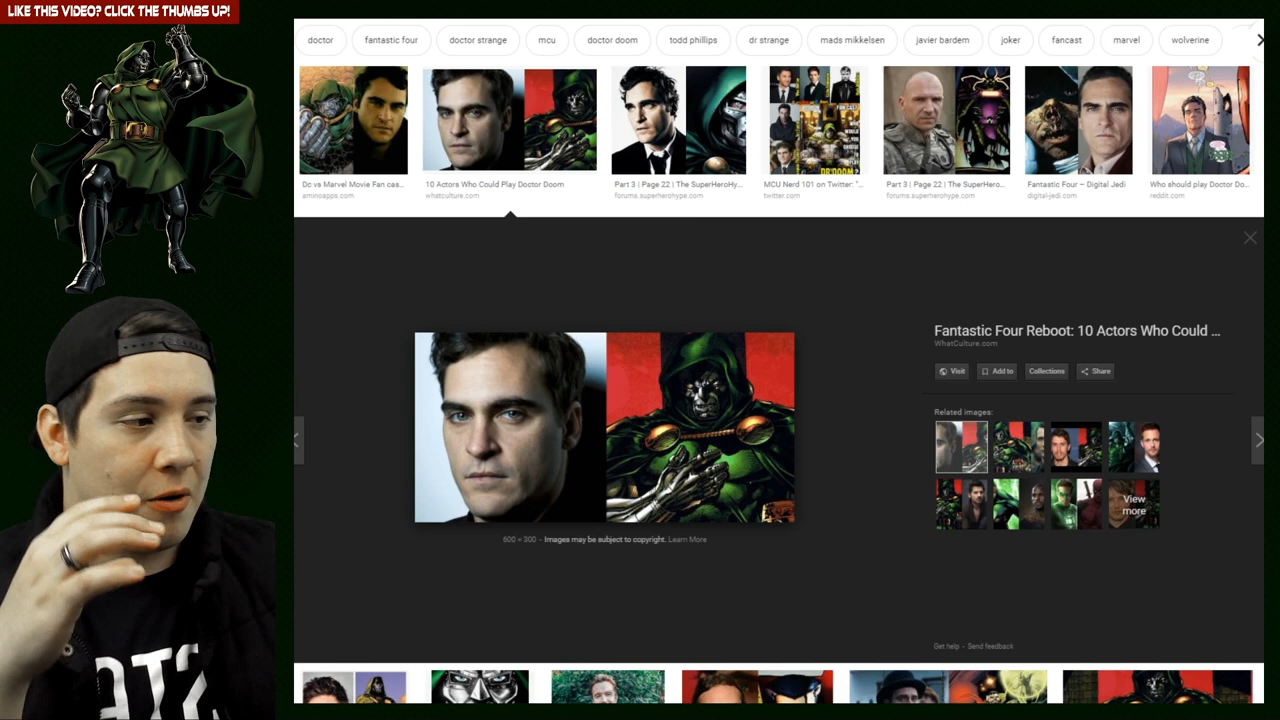 LIKE THIS VIDEO? CLICK THE THUMBS UP!
doctor
fantastic four
doctor strange
mcu
doctor doom
todd phillips
dr strange
mads mikkelsen
javier bardem
joker
fancast
marvel
wolverine
Dc vs Marvel Movie Fan cas...
aminoapps.com
10 Actors Who Could Play Doctor Doom
whatculture.com
Part 3 | Page 22 | The SuperHeroHy...
forums.superherohype.com
MCU Nerd 101 on Twitter: "...
twitter.com
Part 3 | Page 22 | The SuperHero...
forums.superherohype.com
Fantastic Four – Digital Jedi
digital-jedi.com
Who should play Doctor Do...
reddit.com
Fantastic Four Reboot: 10 Actors Who Could ...
WhatCulture.com
Visit
Add to
Collections
Share
Related images:
View
more
600 × 300 - Images may be subject to copyright. Learn More
Get help - Send feedback